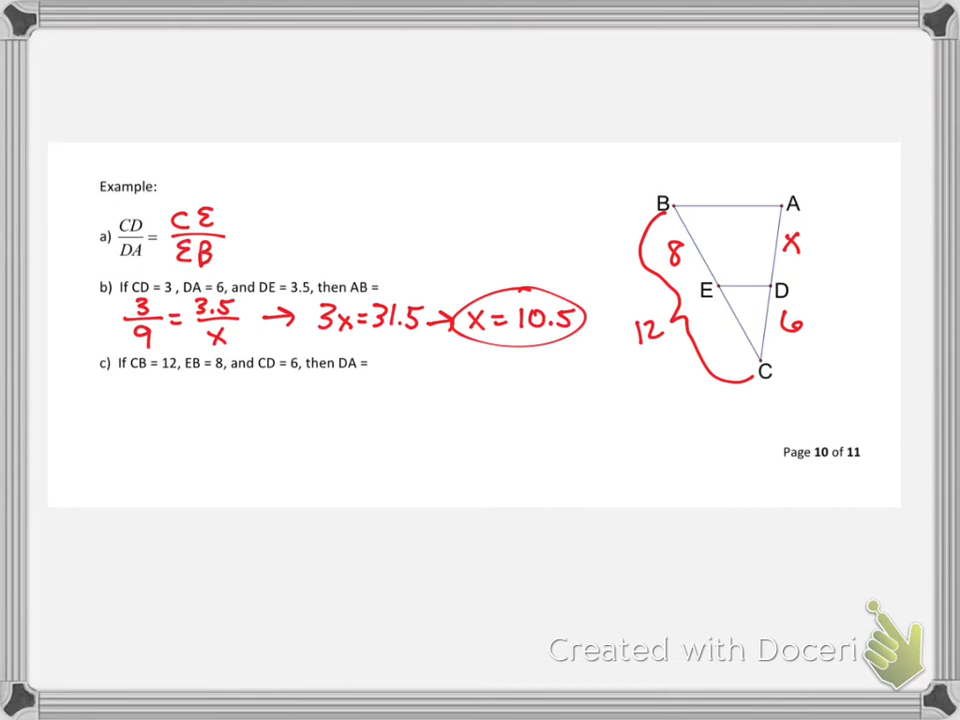 Example:
a) CD/DA = CE/EB
b) If CD = 3 , DA = 6, and DE = 3.5, then AB =
3/9 = 3.5/x → 3x=31.5 → x = 10.5
c) If CB = 12, EB = 8, and CD = 6, then DA =
B A
8 x
E D
12 6
C
Page 10 of 11
Created with Doceri